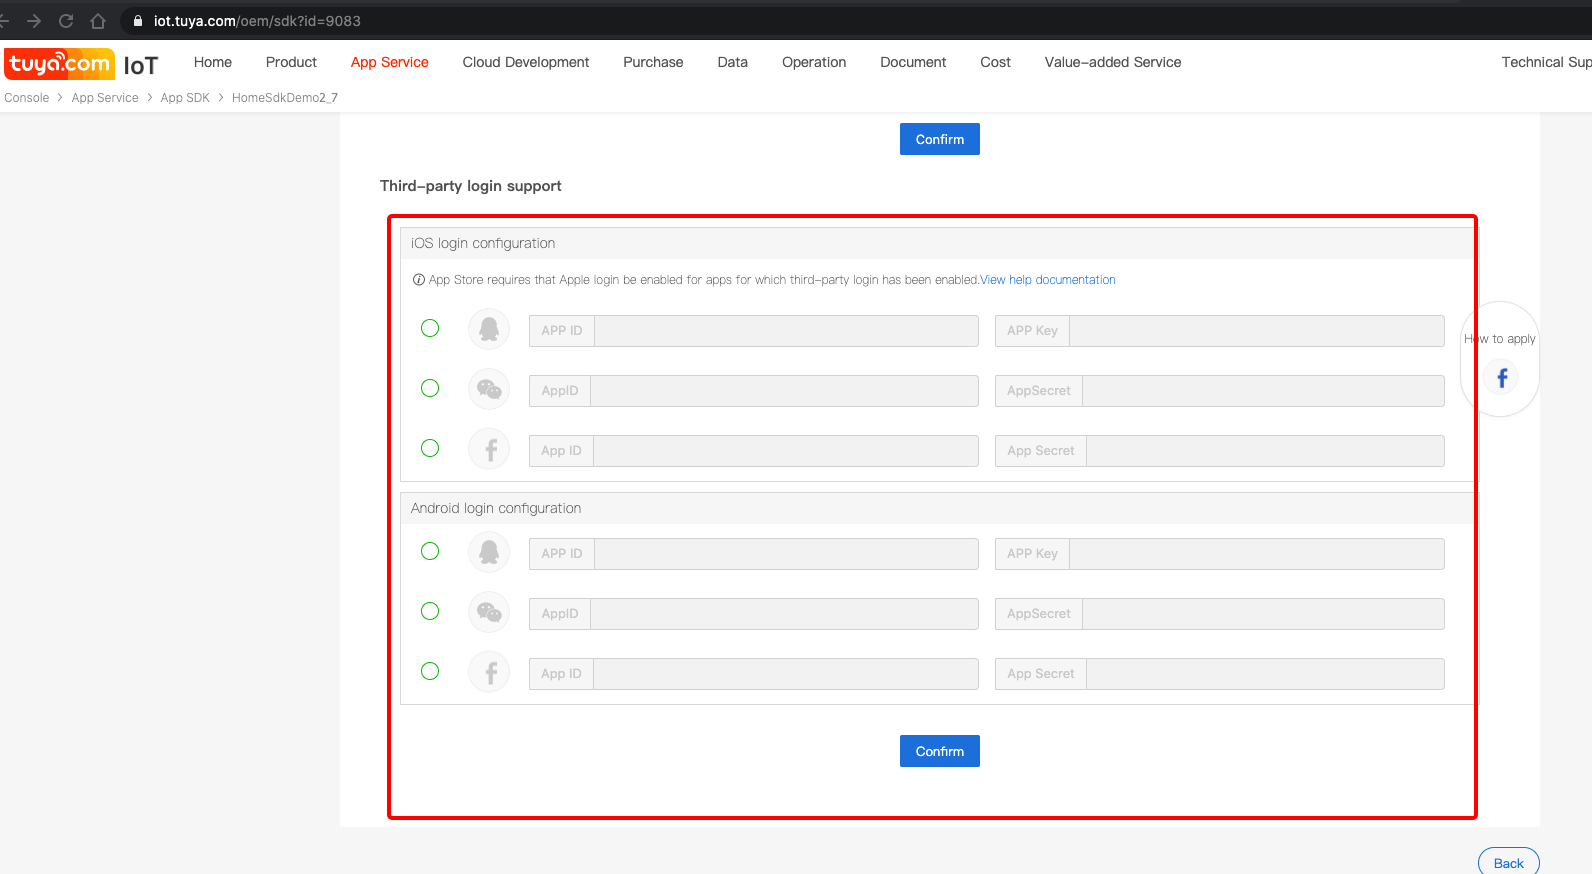 iot.tuya.com/oem/sdk?id=9083
tuya.com IoT Home Product App Service Cloud Development Purchase Data Operation Document Cost Value-added Service Technical Sup
Console > App Service > App SDK > HomeSdkDemo2_7
Confirm
Third-party login support
iOS login configuration
App Store requires that Apple login be enabled for apps for which third-party login has been enabled.View help documentation
APP ID APP Key
AppID AppSecret
App ID App Secret
How to apply
Android login configuration
APP ID APP Key
AppID AppSecret
App ID App Secret
Confirm
Back